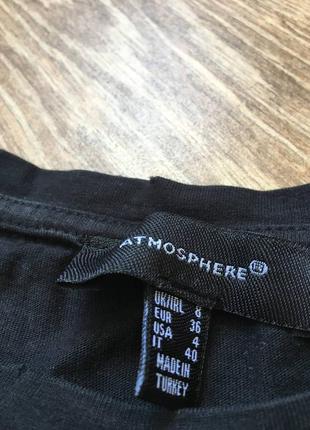 ATMOSPHERE®
UK/IRL 8
EUR 36
USA 4
IT 40
MADE IN
TURKEY